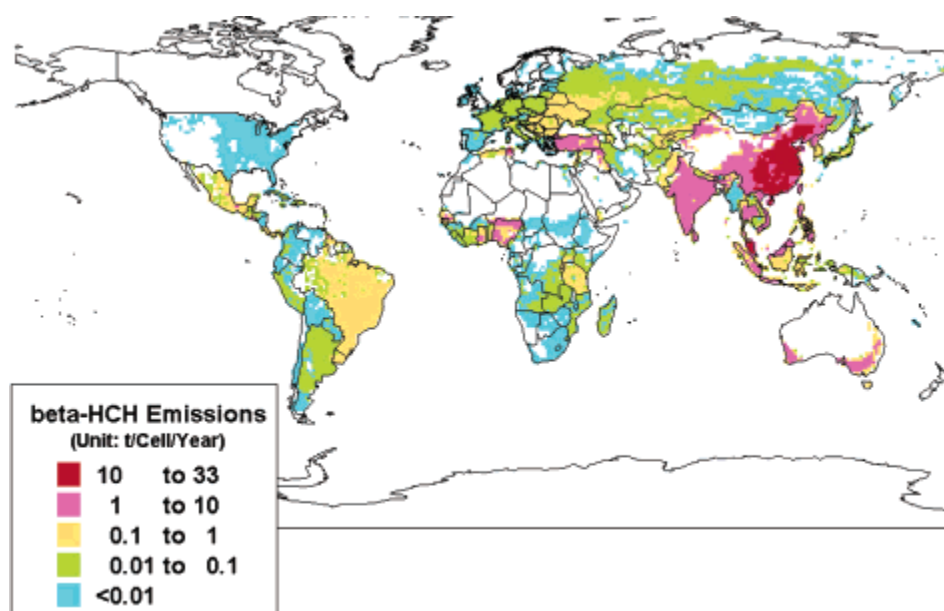 beta-HCH Emissions
(Unit: t/Cell/Year)
10 to 33
1 to 10
0.1 to 1
0.01 to 0.1
<0.01